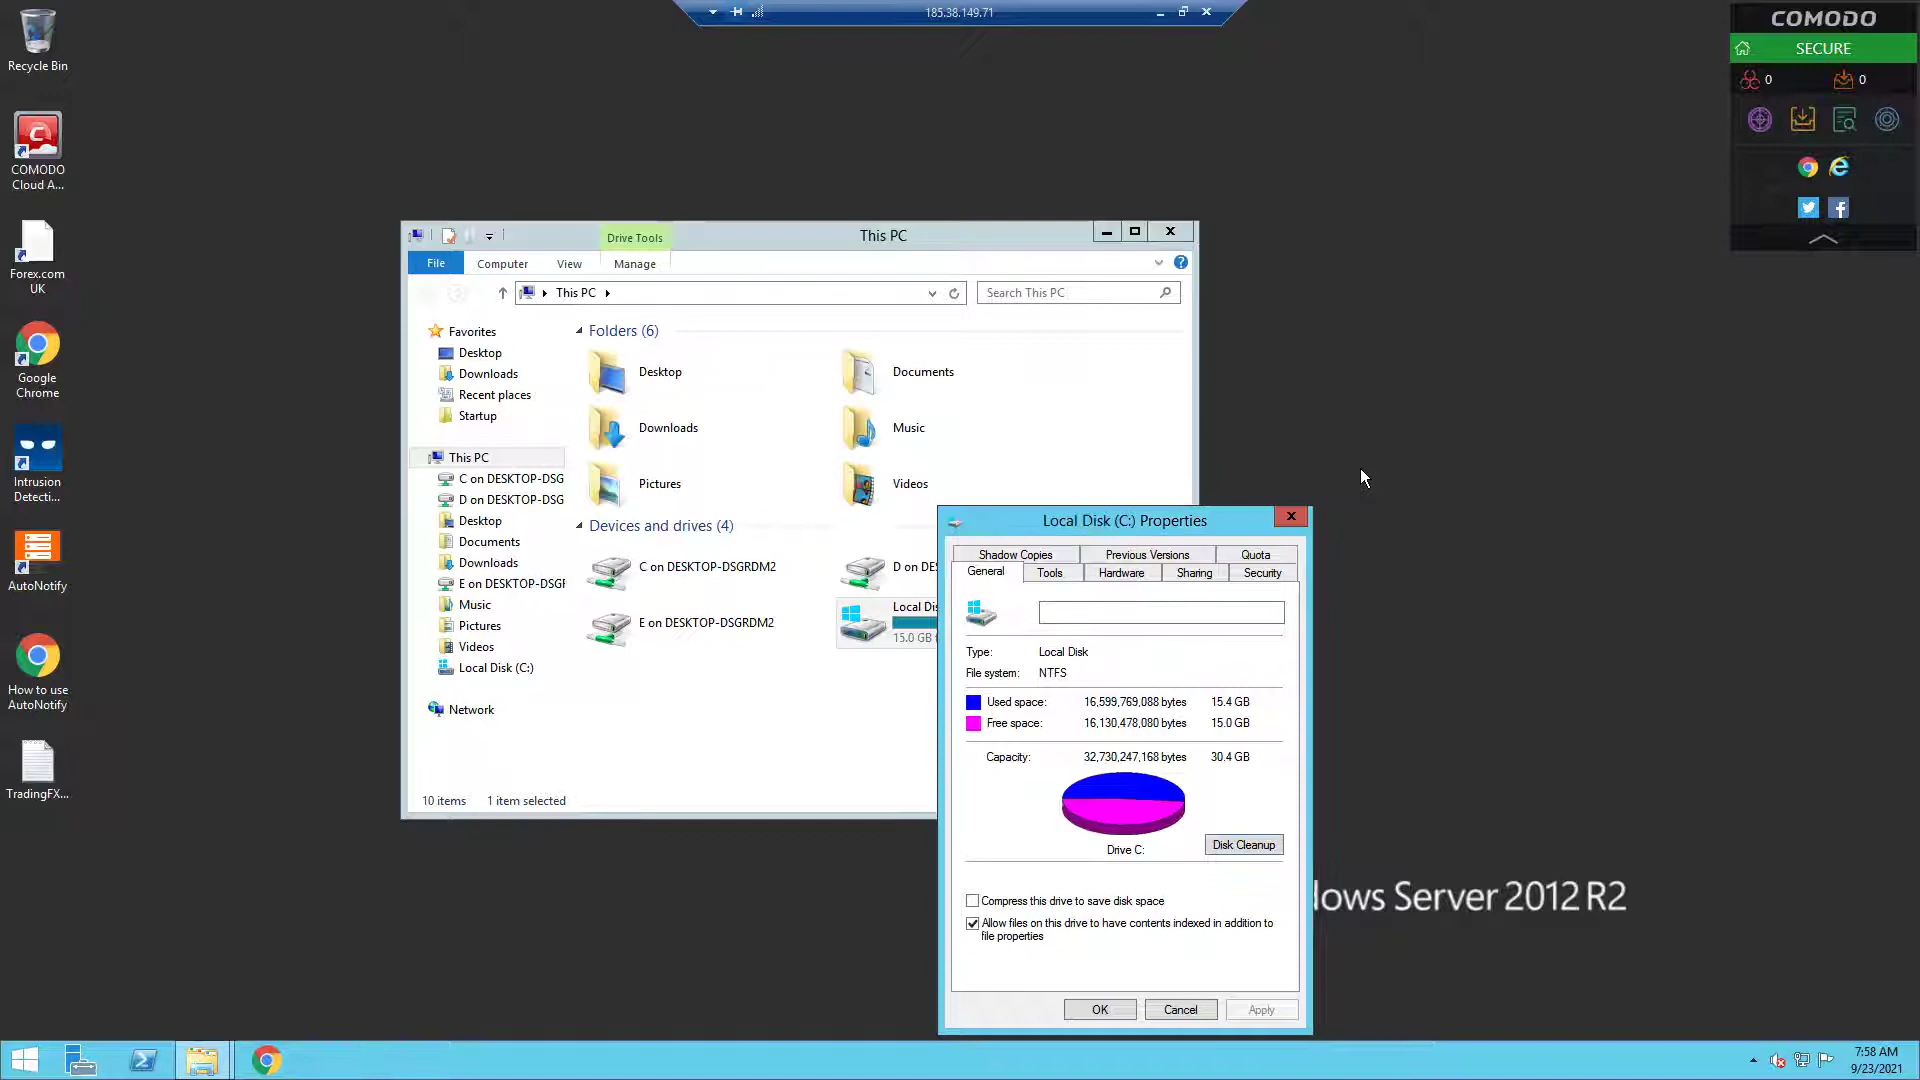 185.38.149.71
Recycle Bin
COMODO
Cloud A...
Forex.com
UK
Google
Chrome
Intrusion
Detecti...
AutoNotify
How to use
AutoNotify
TradingFX...
COMODO
SECURE
0
0
Drive Tools
This PC
File
Computer
View
Manage
This PC
Search This PC
Favorites
Desktop
Downloads
Recent places
Startup
This PC
C on DESKTOP-DSG
D on DESKTOP-DSG
Desktop
Documents
Downloads
E on DESKTOP-DSGF
Music
Pictures
Videos
Local Disk (C:)
Network
Folders (6)
Desktop
Documents
Downloads
Music
Pictures
Videos
Devices and drives (4)
C on DESKTOP-DSGRDM2
D on DES
E on DESKTOP-DSGRDM2
Local Dis
15.0 GB f
10 items
1 item selected
Local Disk (C:) Properties
Shadow Copies
Previous Versions
Quota
General
Tools
Hardware
Sharing
Security
Type:
Local Disk
File system:
NTFS
Used space:
16,599,769,088 bytes
15.4 GB
Free space:
16,130,478,080 bytes
15.0 GB
Capacity:
32,730,247,168 bytes
30.4 GB
Drive C:
Disk Cleanup
Compress this drive to save disk space
Allow files on this drive to have contents indexed in addition to
file properties
OK
Cancel
Apply
dows Server 2012 R2
7:58 AM
9/23/2021